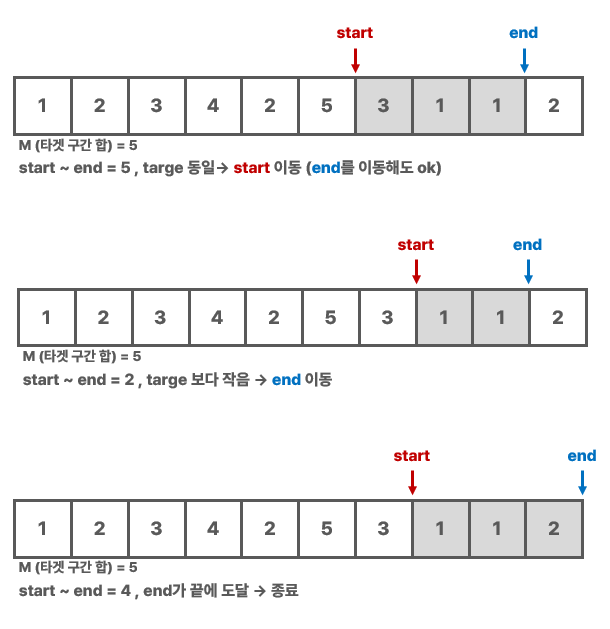 start end
1 2 3 4 2 5 3 1 1 2
M (타겟 구간 합) = 5
start ~ end = 5 , targe 동일→ start 이동 (end를 이동해도 ok)
start end
1 2 3 4 2 5 3 1 1 2
M (타겟 구간 합) = 5
start ~ end = 2 , targe 보다 작음 → end 이동
start end
1 2 3 4 2 5 3 1 1 2
M (타겟 구간 합) = 5
start ~ end = 4 , end가 끝에 도달 → 종료